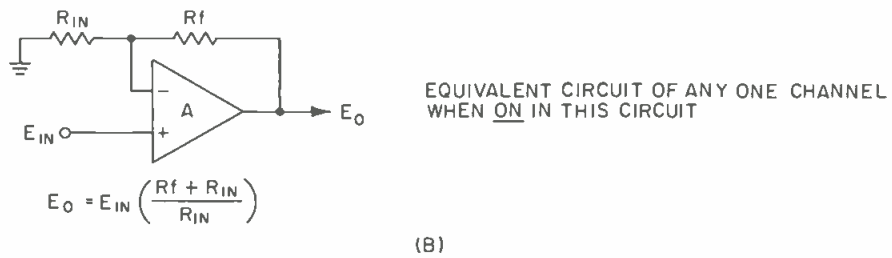 RIN Rf
EQUIVALENT CIRCUIT OF ANY ONE CHANNEL
WHEN ON IN THIS CIRCUIT
−
A
+
EIN
EO
EO = EIN (Rf + RIN / RIN)
(B)